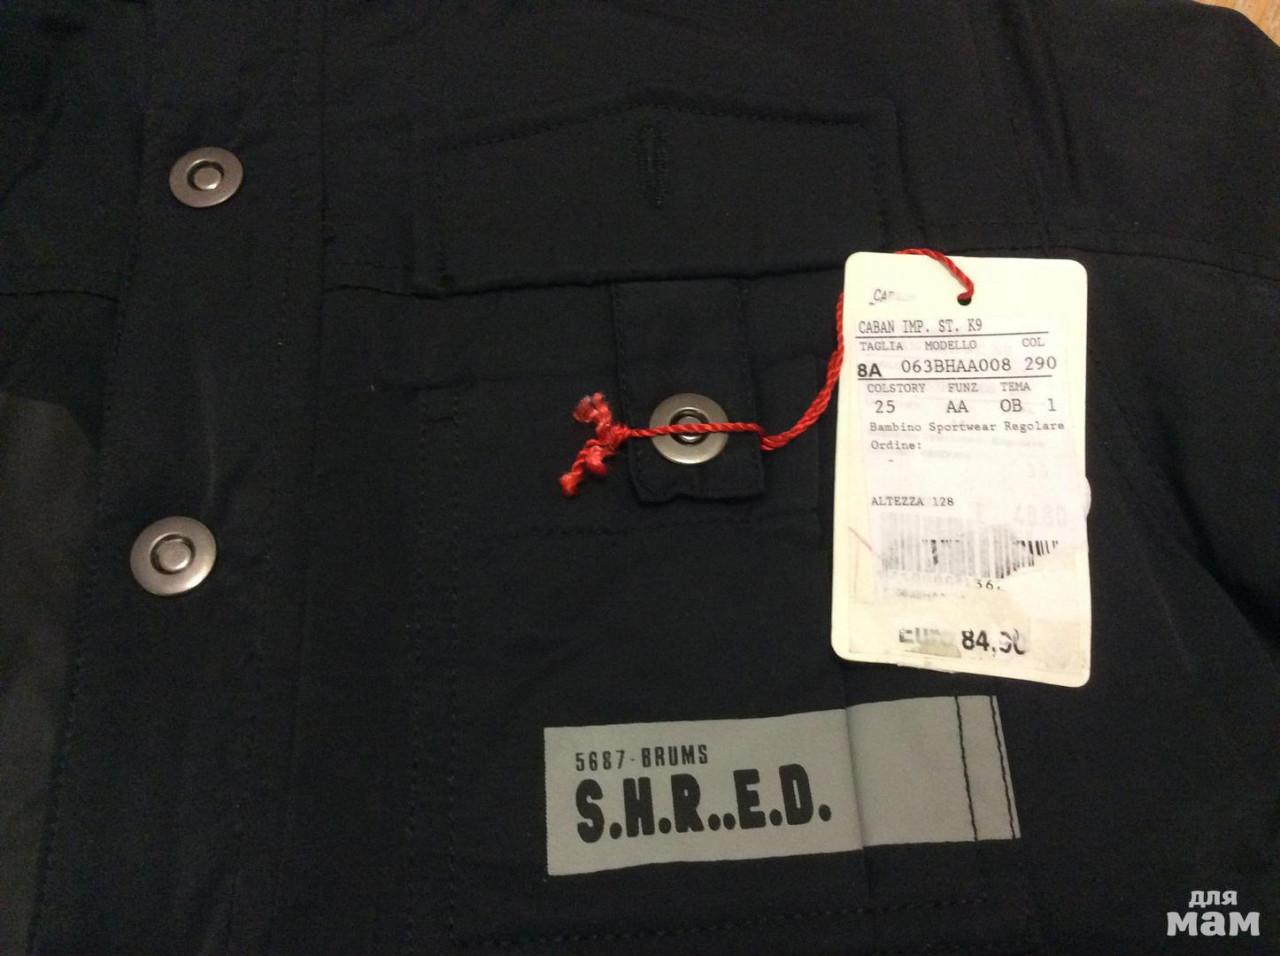 CABAN IMP. ST. K9
TAGLIA MODELLO COL
8A 063BHAA008 290
COLSTORY FUNZ TEMA
25 AA OB 1
Bambino Sportwear Regolare
Ordine:
-
ALTEZZA 128
Euro 84,90
5687-BRUMS
S.H.R..E.D.
для
мам